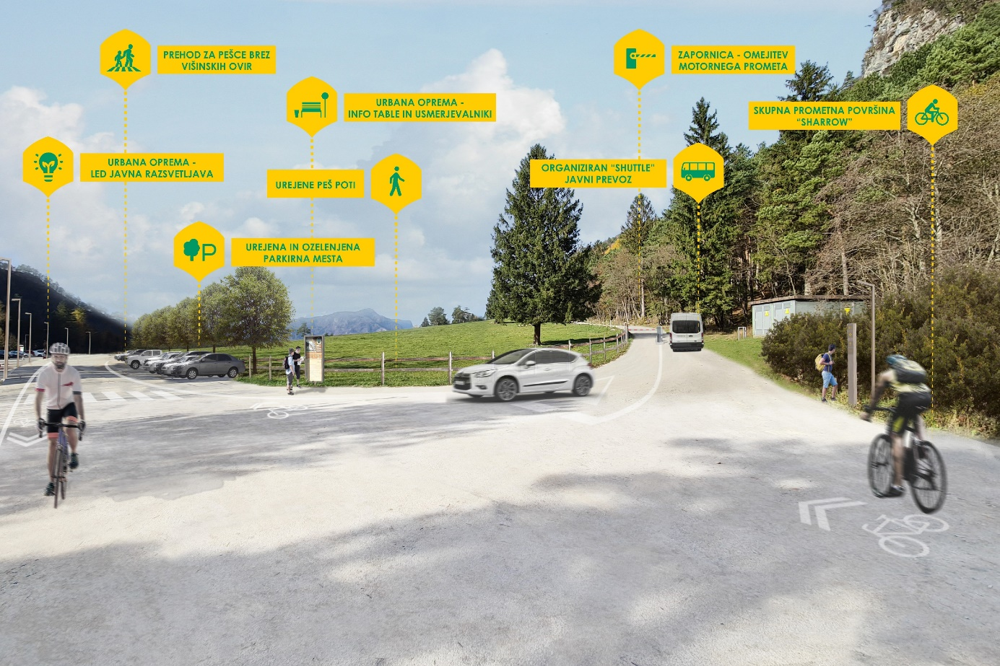 PREHOD ZA PEŠCE BREZ
VIŠINSKIH OVIR
ZAPORNICA - OMEJITEV
MOTORNEGA PROMETA
URBANA OPREMA -
INFO TABLE IN USMERJEVALNIKI
SKUPNA PROMETNA POVRŠINA
“SHARROW”
URBANA OPREMA -
LED JAVNA RAZSVETLJAVA
UREJENE PEŠ POTI
ORGANIZIRAN “SHUTTLE”
JAVNI PREVOZ
P
UREJENA IN OZELENJENA
PARKIRNA MESTA